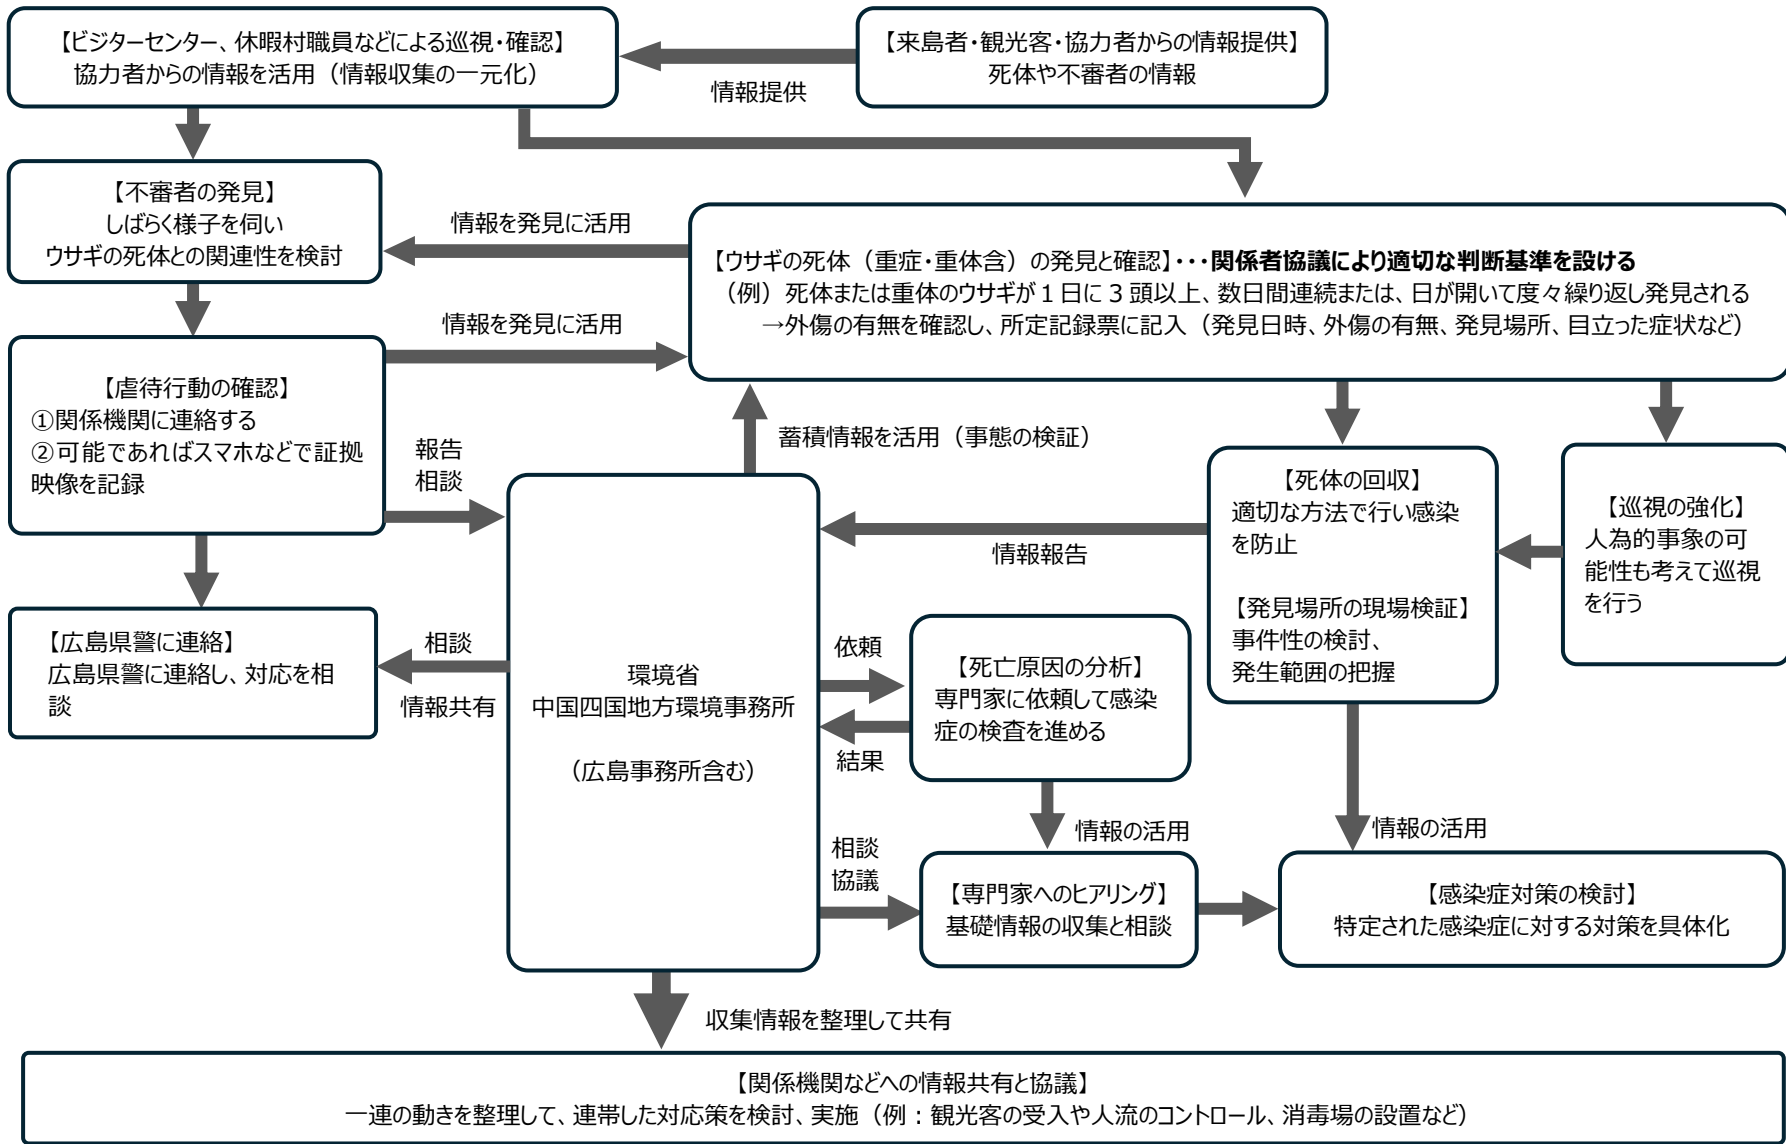 【ビジターセンター、休暇村職員などによる巡視・確認】
協力者からの情報を活用（情報収集の一元化）
【来島者・観光客・協力者からの情報提供】
死体や不審者の情報
情報提供
【不審者の発見】
しばらく様子を伺い
ウサギの死体との関連性を検討
情報を発見に活用
【ウサギの死体（重症・重体含）の発見と確認】・・・関係者協議により適切な判断基準を設ける
（例）死体または重体のウサギが１日に３頭以上、数日間連続または、日が開いて度々繰り返し発見される
→外傷の有無を確認し、所定記録票に記入（発見日時、外傷の有無、発見場所、目立った症状など）
情報を発見に活用
【虐待行動の確認】
①関係機関に連絡する
②可能であればスマホなどで証拠
映像を記録
報告
相談
蓄積情報を活用（事態の検証）
【死体の回収】
適切な方法で行い感染
を防止
【発見場所の現場検証】
事件性の検討、
発生範囲の把握
【巡視の強化】
人為的事象の可
能性も考えて巡視
を行う
情報報告
【広島県警に連絡】
広島県警に連絡し、対応を相
談
相談
情報共有
環境省
中国四国地方環境事務所
（広島事務所含む）
依頼
結果
【死亡原因の分析】
専門家に依頼して感染
症の検査を進める
情報の活用
情報の活用
相談
協議
【専門家へのヒアリング】
基礎情報の収集と相談
【感染症対策の検討】
特定された感染症に対する対策を具体化
収集情報を整理して共有
【関係機関などへの情報共有と協議】
一連の動きを整理して、連帯した対応策を検討、実施（例：観光客の受入や人流のコントロール、消毒場の設置など）